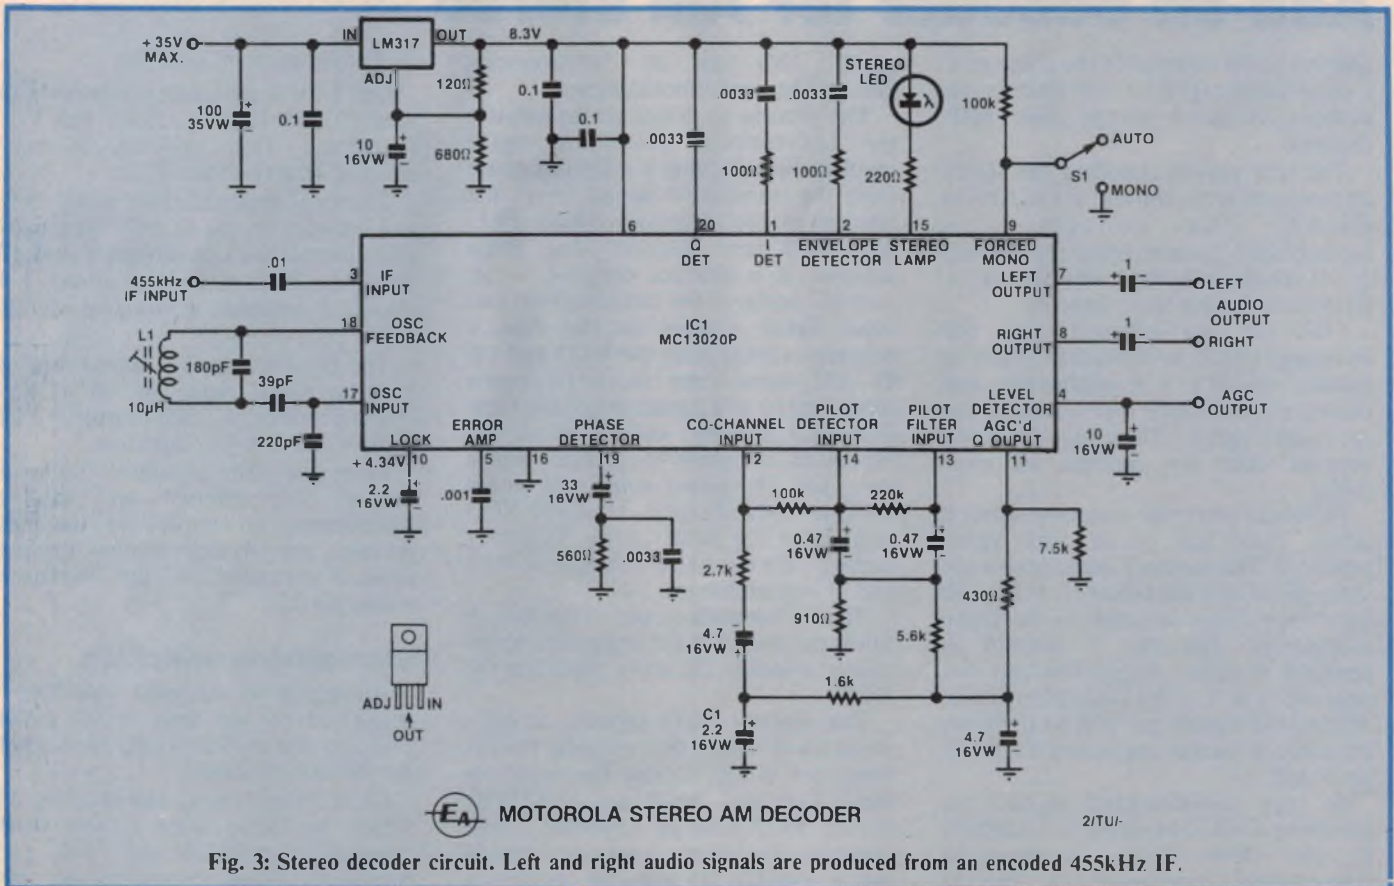 + 35V
MAX.
IN
LM317
OUT
ADJ
8.3V
100
35VW
0.1
10
16VW
120Ω
680Ω
0.1
0.1
.0033
.0033
100Ω
.0033
100Ω
STEREO
LED
λ
220Ω
100k
AUTO
S1
MONO
6
20
1
2
15
9
Q
DET
I
DET
ENVELOPE
DETECTOR
STEREO
LAMP
FORCED
MONO
455kHz
IF INPUT
.01
3
IF
INPUT
18
OSC
FEEDBACK
L1
10µH
180pF
39pF
220pF
17
OSC
INPUT
IC1
MC13020P
LEFT
OUTPUT
7
1
LEFT
AUDIO
OUTPUT
RIGHT
OUTPUT
8
1
RIGHT
LEVEL
DETECTOR
4
AGC
OUTPUT
10
16VW
AGC'd
Q OUPUT
11
LOCK
+ 4.34V
10
ERROR
AMP
5
16
PHASE
DETECTOR
19
CO-CHANNEL
INPUT
12
PILOT
DETECTOR
INPUT
14
PILOT
FILTER
INPUT
13
2.2
16VW
.001
33
16VW
560Ω
.0033
100k
220k
2.7k
0.47
16VW
0.47
16VW
7.5k
430Ω
910Ω
5.6k
4.7
16VW
1.6k
C1
2.2
16VW
4.7
16VW
ADJ
IN
OUT
EA
MOTOROLA STEREO AM DECODER
2/TU/-
Fig. 3: Stereo decoder circuit. Left and right audio signals are produced from an encoded 455kHz IF.